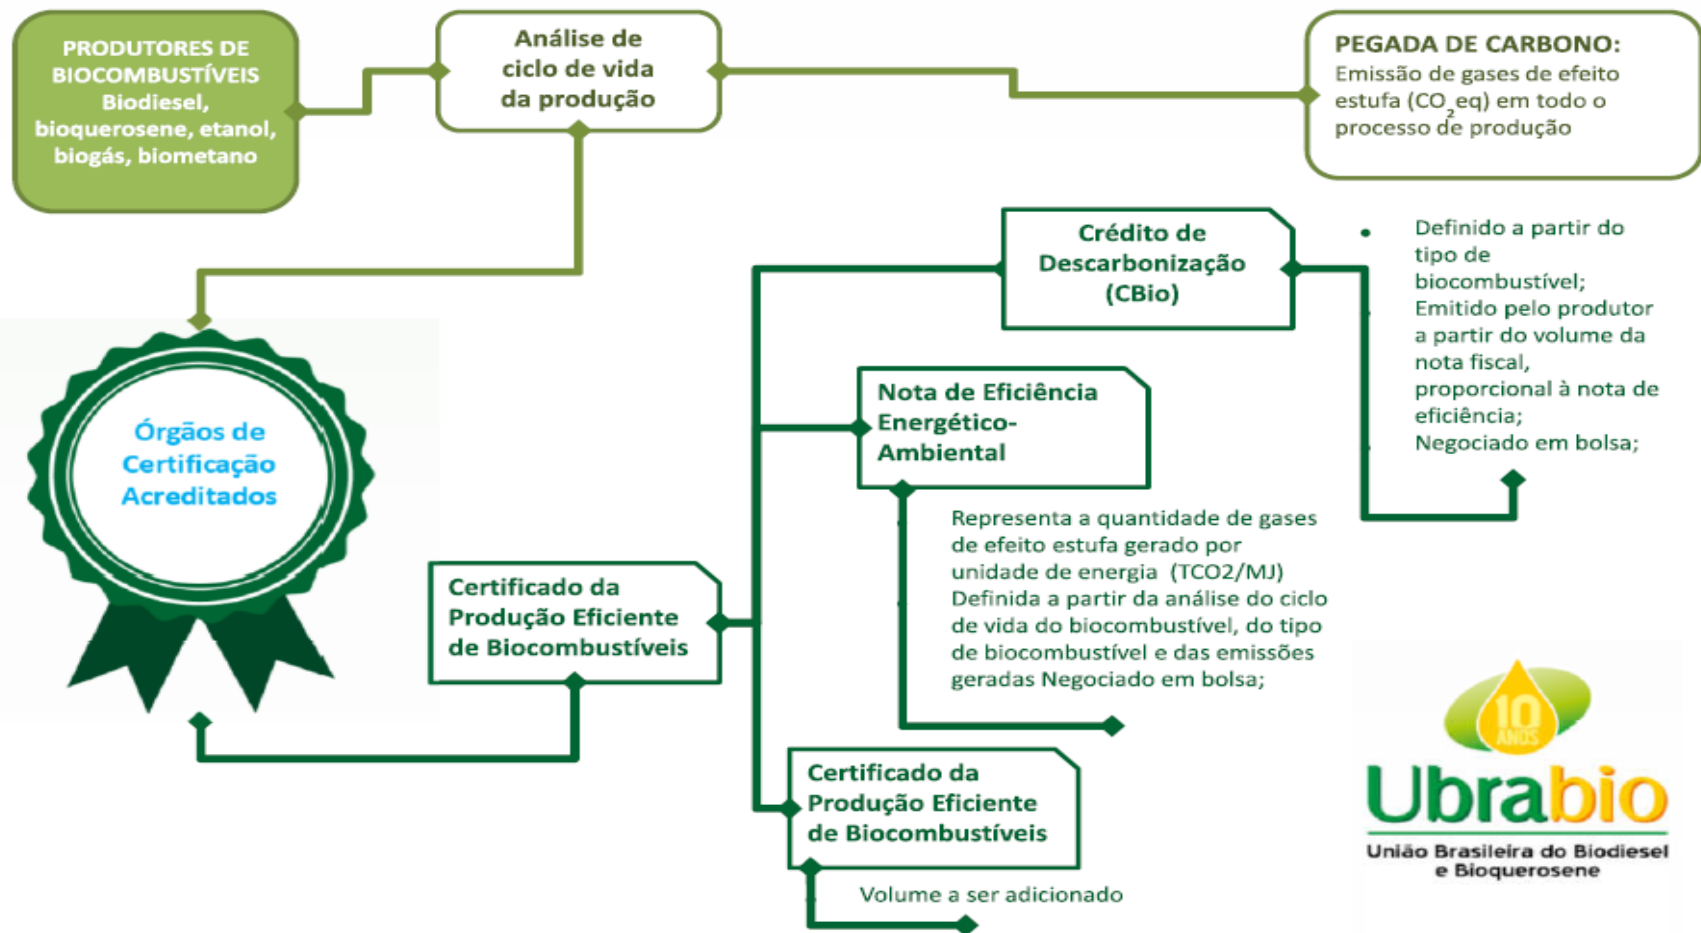 PRODUTORES DE
BIOCOMBUSTÍVEIS
Biodiesel,
bioquerosene, etanol,
biogás, biometano
Análise de
ciclo de vida
da produção
PEGADA DE CARBONO:
Emissão de gases de efeito
estufa (CO₂eq) em todo o
processo de produção
Crédito de
Descarbonização
(CBio)
• Definido a partir do
tipo de
biocombustível;
Emitido pelo produtor
a partir do volume da
nota fiscal,
proporcional à nota de
eficiência;
Negociado em bolsa;
Órgãos de
Certificação
Acreditados
Nota de Eficiência
Energético-
Ambiental
Representa a quantidade de gases
de efeito estufa gerado por
unidade de energia (TCO2/MJ)
Definida a partir da análise do ciclo
de vida do biocombustível, do tipo
de biocombustível e das emissões
geradas Negociado em bolsa;
Certificado da
Produção Eficiente
de Biocombustíveis
Certificado da
Produção Eficiente
de Biocombustíveis
Volume a ser adicionado
10
ANOS
Ubrabio
União Brasileira do Biodiesel
e Bioquerosene